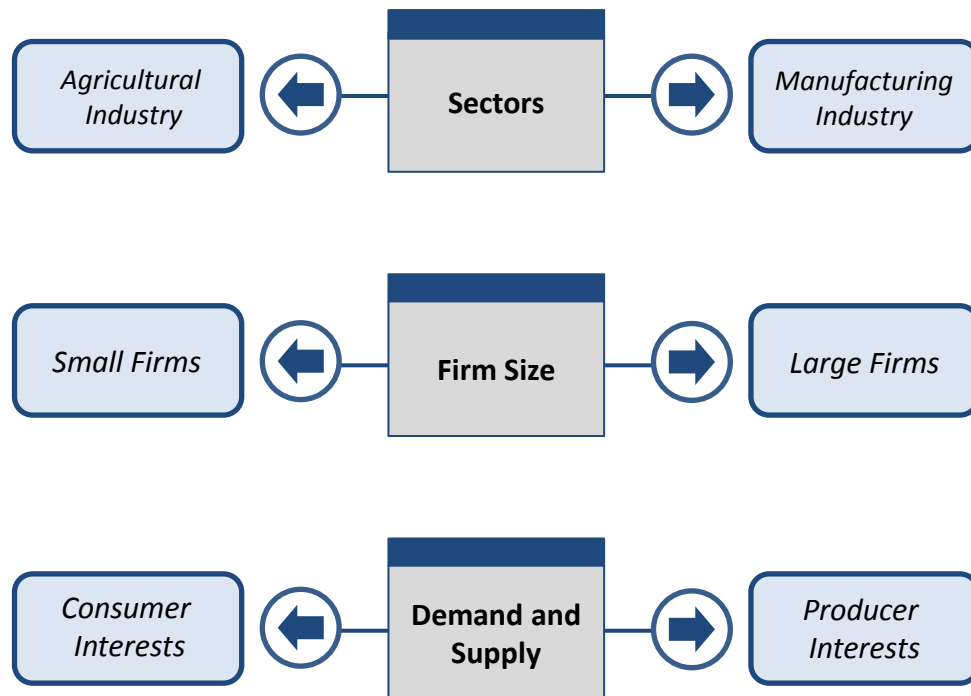 Agricultural
Industry
Sectors
Manufacturing
Industry
Small Firms
Firm Size
Large Firms
Consumer
Interests
Demand and
Supply
Producer
Interests